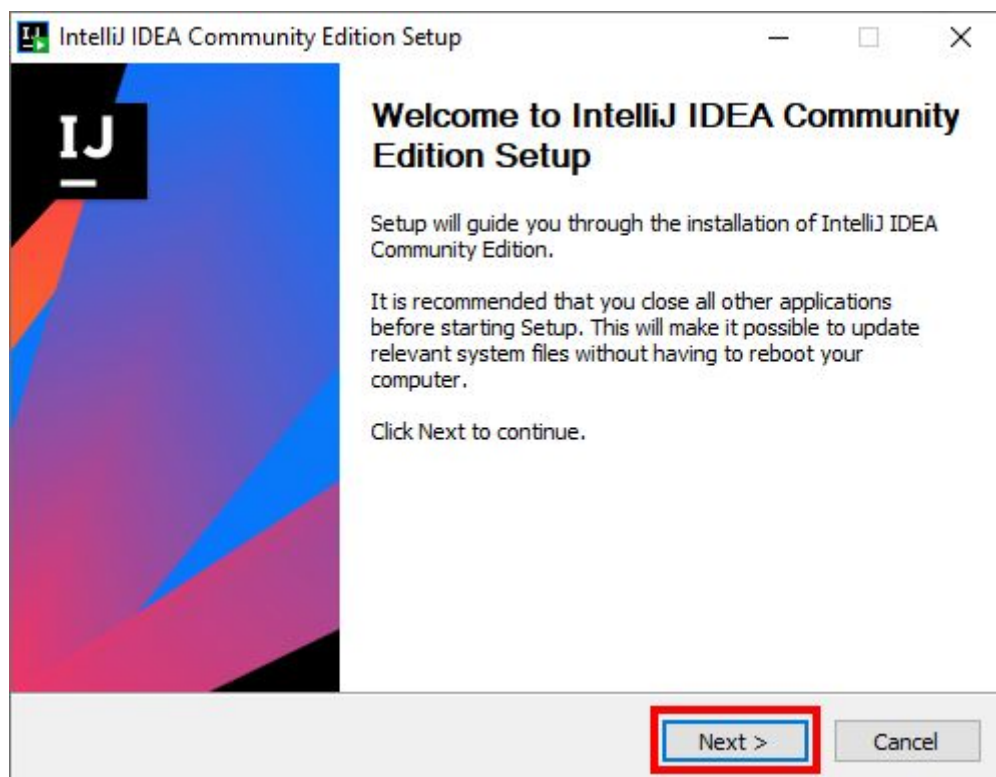 IntelliJ IDEA Community Edition Setup
IJ
Welcome to IntelliJ IDEA Community
Edition Setup
Setup will guide you through the installation of IntelliJ IDEA
Community Edition.
It is recommended that you close all other applications
before starting Setup. This will make it possible to update
relevant system files without having to reboot your
computer.
Click Next to continue.
Next >
Cancel